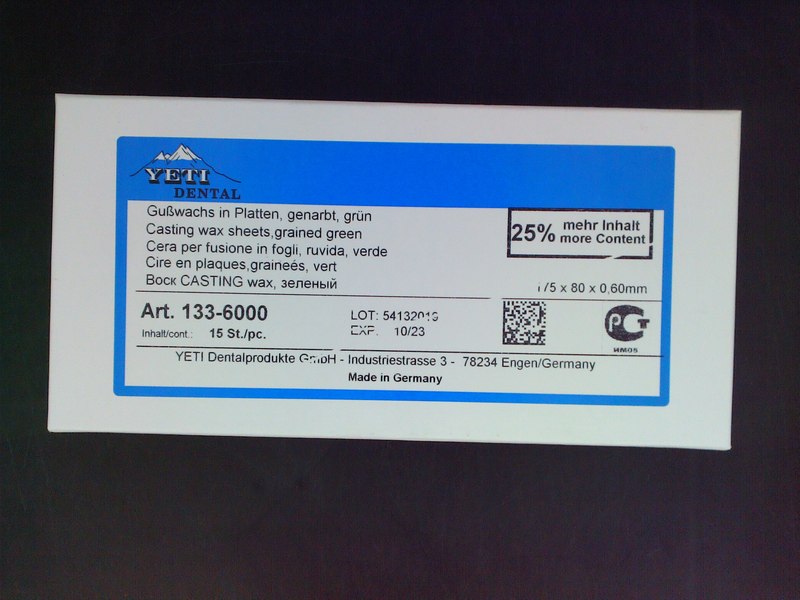 YETI
DENTAL
Gußwachs in Platten, genarbt, grün
Casting wax sheets,grained green
Cera per fusione in fogli, ruvida, verde
Cire en plaques,graineés, vert
Воск CASTING wax, зеленый
25% mehr Inhalt
more Content
x 80 x 0,60mm
Art. 133-6000
Inhalt/cont.: 15 St./pc.
LOT:
EXP. 10/23
РСТ
ИМ05
YETI Dentalprodukte GmbH - Industriestrasse 3 - 78234 Engen/Germany
Made in Germany